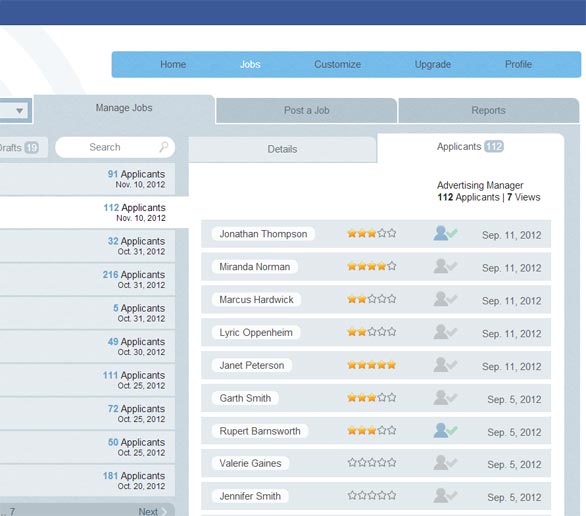 Home Jobs Customize Upgrade Profile
Manage Jobs Post a Job Reports
Drafts 19 Search
Details Applicants 112
91 Applicants
Nov. 10, 2012
112 Applicants
Nov. 10, 2012
32 Applicants
Oct. 31, 2012
216 Applicants
Oct. 31, 2012
5 Applicants
Oct. 31, 2012
49 Applicants
Oct. 30, 2012
111 Applicants
Oct. 25, 2012
72 Applicants
Oct. 25, 2012
50 Applicants
Oct. 25, 2012
181 Applicants
Oct. 20, 2012
... 7 Next
Advertising Manager
112 Applicants | 7 Views
Jonathan Thompson Sep. 11, 2012
Miranda Norman Sep. 11, 2012
Marcus Hardwick Sep. 11, 2012
Lyric Oppenheim Sep. 11, 2012
Janet Peterson Sep. 11, 2012
Garth Smith Sep. 5, 2012
Rupert Barnsworth Sep. 5, 2012
Valerie Gaines Sep. 5, 2012
Jennifer Smith Sep. 5, 2012